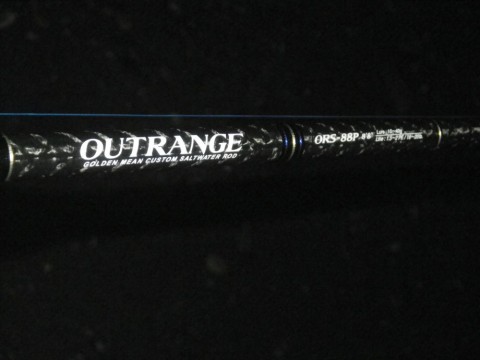 OUTRANGE
GOLDEN MEAN CUSTOM SALTWATER ROD
ORS-88P